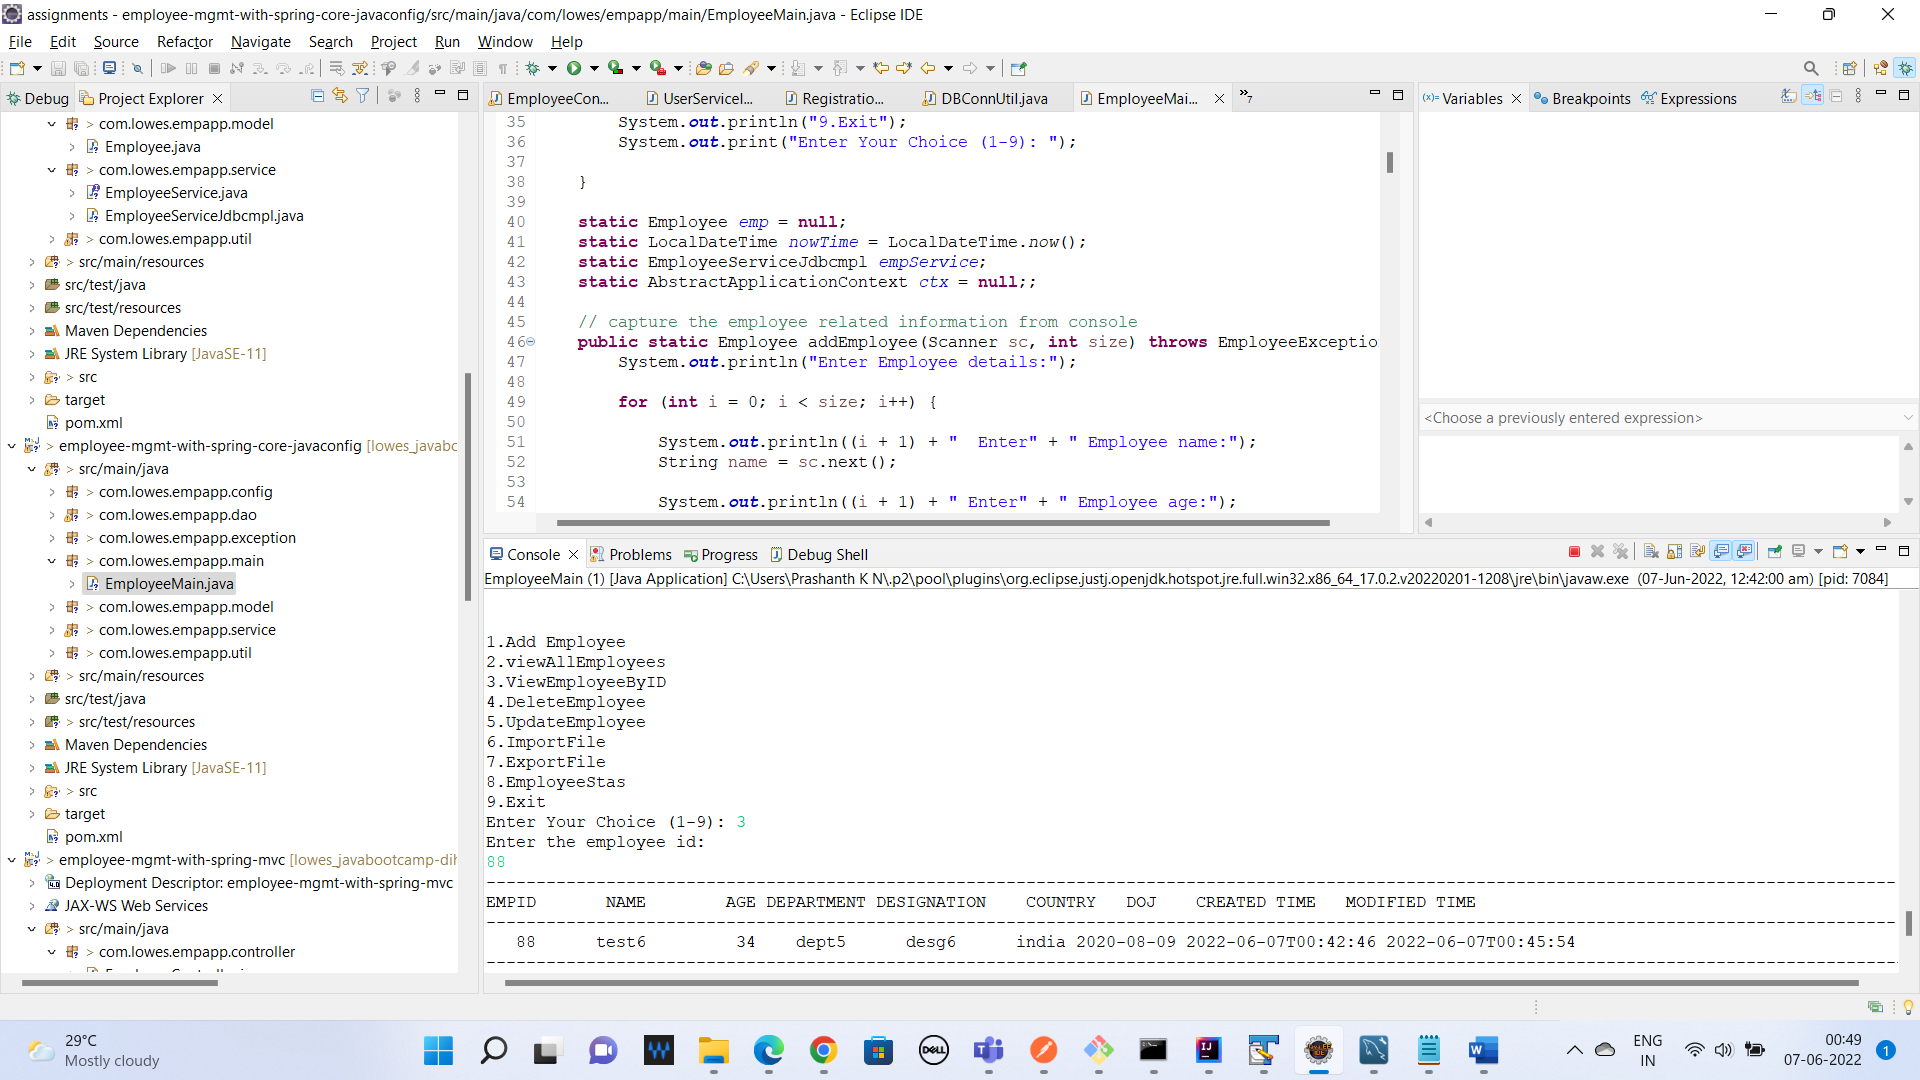 assignments - employee-mgmt-with-spring-core-javaconfig/src/main/java/com/lowes/empapp/main/EmployeeMain.java - Eclipse IDE
File Edit Source Refactor Navigate Search Project Run Window Help
Debug Project Explorer
> com.lowes.empapp.model
Employee.java
> com.lowes.empapp.service
EmployeeService.java
EmployeeServiceJdbcmpl.java
> com.lowes.empapp.util
> src/main/resources
src/test/java
src/test/resources
Maven Dependencies
JRE System Library [JavaSE-11]
> src
target
pom.xml
> employee-mgmt-with-spring-core-javaconfig [lowes_javabc
> src/main/java
> com.lowes.empapp.config
> com.lowes.empapp.dao
> com.lowes.empapp.exception
> com.lowes.empapp.main
EmployeeMain.java
> com.lowes.empapp.model
> com.lowes.empapp.service
> com.lowes.empapp.util
> src/main/resources
src/test/java
> src/test/resources
Maven Dependencies
JRE System Library [JavaSE-11]
> src
target
pom.xml
> employee-mgmt-with-spring-mvc [lowes_javabootcamp-dih
Deployment Descriptor: employee-mgmt-with-spring-mvc
JAX-WS Web Services
> src/main/java
> com.lowes.empapp.controller
EmployeeCon... UserServiceI... Registratio... DBConnUtil.java EmployeeMai... »7
35 System.out.println("9.Exit");
36 System.out.print("Enter Your Choice (1-9): ");
37
38 }
39
40 static Employee emp = null;
41 static LocalDateTime nowTime = LocalDateTime.now();
42 static EmployeeServiceJdbcmpl empService;
43 static AbstractApplicationContext ctx = null;;
44
45 // capture the employee related information from console
46 public static Employee addEmployee(Scanner sc, int size) throws EmployeeExceptio
47 System.out.println("Enter Employee details:");
48
49 for (int i = 0; i < size; i++) {
50
51 System.out.println((i + 1) + "  Enter" + " Employee name:");
52 String name = sc.next();
53
54 System.out.println((i + 1) + " Enter" + " Employee age:");
(x)= Variables Breakpoints Expressions
<Choose a previously entered expression>
Console Problems Progress Debug Shell
EmployeeMain (1) [Java Application] C:\Users\Prashanth K N\.p2\pool\plugins\org.eclipse.justj.openjdk.hotspot.jre.full.win32.x86_64_17.0.2.v20220201-1208\jre\bin\javaw.exe (07-Jun-2022, 12:42:00 am) [pid: 7084]
1.Add Employee
2.viewAllEmployees
3.ViewEmployeeByID
4.DeleteEmployee
5.UpdateEmployee
6.ImportFile
7.ExportFile
8.EmployeeStas
9.Exit
Enter Your Choice (1-9): 3
Enter the employee id:
88
EMPID NAME AGE DEPARTMENT DESIGNATION COUNTRY DOJ CREATED TIME MODIFIED TIME
88 test6 34 dept5 desg6 india 2020-08-09 2022-06-07T00:42:46 2022-06-07T00:45:54
29°C
Mostly cloudy
DELL
ENG
IN
00:49
07-06-2022
1